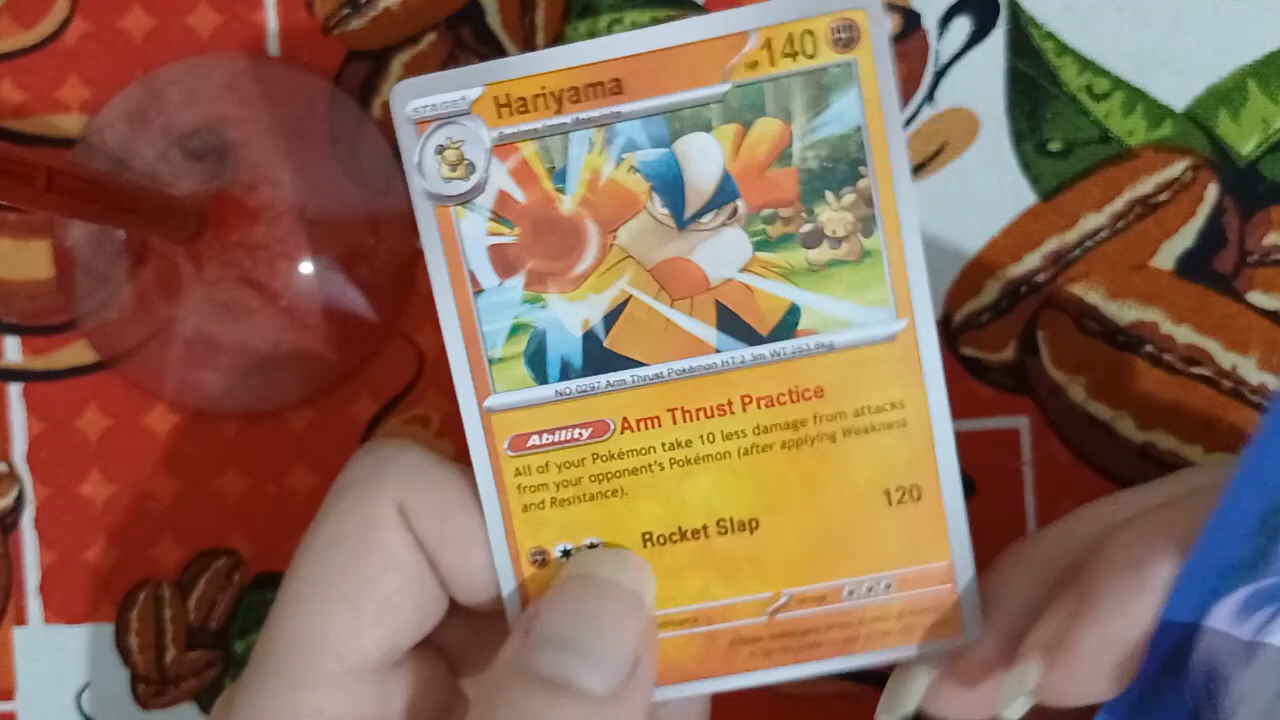 STAGE1
Hariyama
HP 140
NO.0297 Arm Thrust Pokémon HT 2.3m WT 253.8kg
Ability Arm Thrust Practice
All of your Pokémon take 10 less damage from attacks
from your opponent's Pokémon (after applying Weakness
and Resistance).
Rocket Slap 120